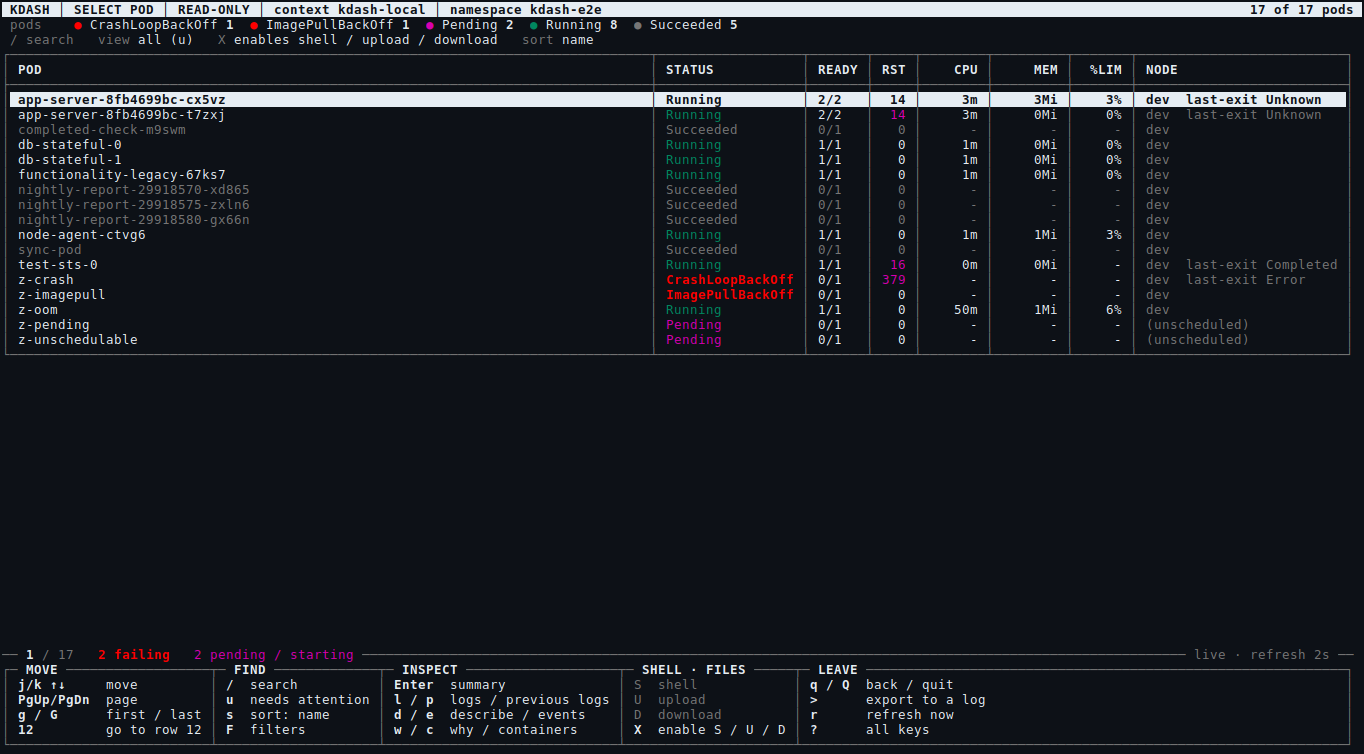 KDASH │ SELECT POD │ READ-ONLY │ context kdash-local │ namespace kdash-e2e 17 of 17 pods
pods ● CrashLoopBackOff 1 ● ImagePullBackOff 1 ● Pending 2 ● Running 8 ● Succeeded 5
/ search view all (u) X enables shell / upload / download sort name
POD STATUS READY RST CPU MEM %LIM NODE
app-server-8fb4699bc-cx5vz Running 2/2 14 3m 3Mi 3% dev last-exit Unknown
app-server-8fb4699bc-t7zxj Running 2/2 14 3m 0Mi 0% dev last-exit Unknown
completed-check-m9swm Succeeded 0/1 0 - - - dev
db-stateful-0 Running 1/1 0 1m 0Mi 0% dev
db-stateful-1 Running 1/1 0 1m 0Mi 0% dev
functionality-legacy-67ks7 Running 1/1 0 1m 0Mi 0% dev
nightly-report-29918570-xd865 Succeeded 0/1 0 - - - dev
nightly-report-29918575-zxln6 Succeeded 0/1 0 - - - dev
nightly-report-29918580-gx66n Succeeded 0/1 0 - - - dev
node-agent-ctvg6 Running 1/1 0 1m 1Mi 3% dev
sync-pod Succeeded 0/1 0 - - - dev
test-sts-0 Running 1/1 16 0m 0Mi - dev last-exit Completed
z-crash CrashLoopBackOff 0/1 379 - - - dev last-exit Error
z-imagepull ImagePullBackOff 0/1 0 - - - dev
z-oom Running 1/1 0 50m 1Mi 6% dev
z-pending Pending 0/1 0 - - - (unscheduled)
z-unschedulable Pending 0/1 0 - - - (unscheduled)
1 / 17 2 failing 2 pending / starting live · refresh 2s
MOVE FIND INSPECT SHELL · FILES LEAVE
j/k ↑↓ move / search Enter summary S shell q / Q back / quit
PgUp/PgDn page u needs attention l / p logs / previous logs U upload > export to a log
g / G first / last s sort: name d / e describe / events D download r refresh now
12 go to row 12 F filters w / c why / containers X enable S / U / D ? all keys